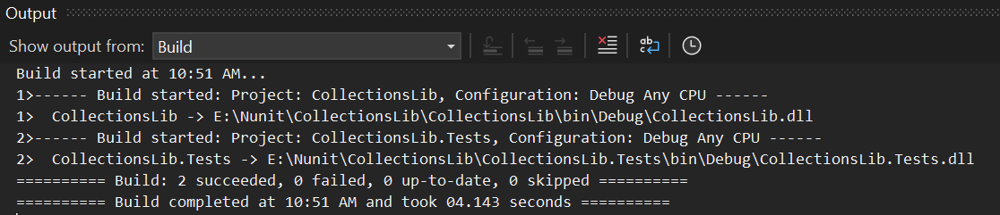 Output
Show output from: Build
Build started at 10:51 AM...
1>------ Build started: Project: CollectionsLib, Configuration: Debug Any CPU ------
1>  CollectionsLib -> E:\Nunit\CollectionsLib\CollectionsLib\bin\Debug\CollectionsLib.dll
2>------ Build started: Project: CollectionsLib.Tests, Configuration: Debug Any CPU ------
2>  CollectionsLib.Tests -> E:\Nunit\CollectionsLib\CollectionsLib.Tests\bin\Debug\CollectionsLib.Tests.dll
========== Build: 2 succeeded, 0 failed, 0 up-to-date, 0 skipped ==========
========== Build completed at 10:51 AM and took 04.143 seconds ==========